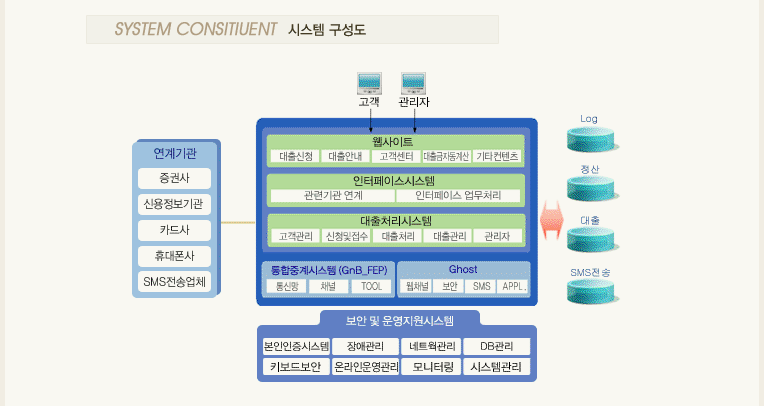 SYSTEM CONSITIUENT 시스템 구성도
고객 관리자
연계기관
증권사
신용정보기관
카드사
휴대폰사
SMS전송업체
웹사이트
대출신청 대출안내 고객센터 대출금자동계산 기타컨텐츠
인터페이스시스템
관련기관 연계 인터페이스 업무처리
대출처리시스템
고객관리 신청및접수 대출처리 대출관리 관리자
통합중계시스템 (GnB_FEP)
통신망 채널 TOOL
Ghost
웹채널 보안 SMS APPL.
Log
정산
대출
SMS전송
보안 및 운영지원시스템
본인인증시스템 장애관리 네트웍관리 DB관리
키보드보안 온라인운영관리 모니터링 시스템관리